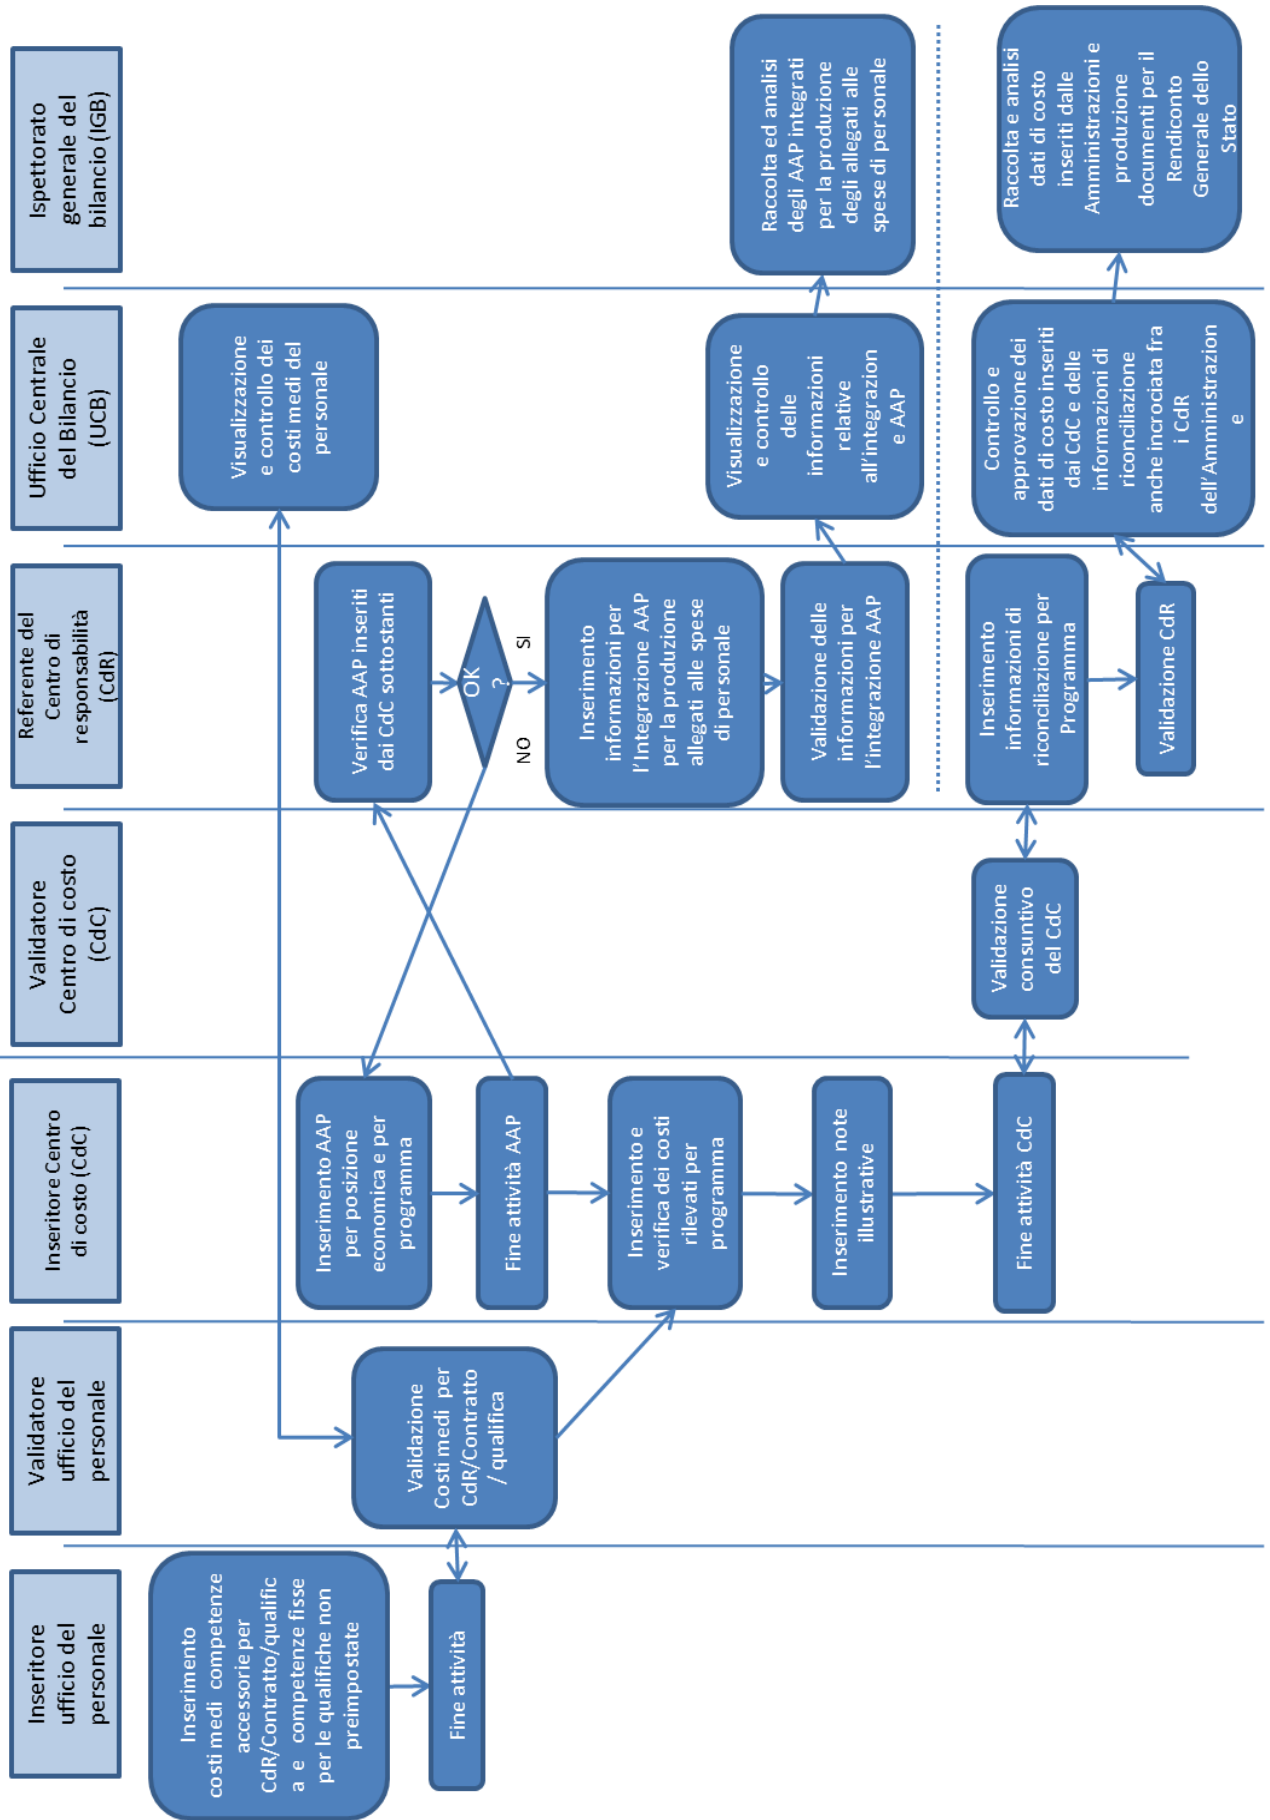 Inseritore
ufficio del
personale
Validatore
ufficio del
personale
Inseritore Centro
di costo (CdC)
Validatore
Centro di costo
(CdC)
Referente del
Centro di
responsabilità
(CdR)
Ufficio Centrale
del Bilancio
(UCB)
Ispettorato
generale del
bilancio (IGB)
Inserimento
costi medi competenze
accessorie per
CdR/Contratto/qualific
a e competenze fisse
per le qualifiche non
preimpostate
Fine attività
Validazione
Costi medi per
CdR/Contratto
/ qualifica
Inserimento AAP
per posizione
economica e per
programma
Fine attività AAP
Inserimento e
verifica dei costi
rilevati per
programma
Inserimento note
illustrative
Fine attività CdC
Validazione
consuntivo
del CdC
Verifica AAP inseriti
dai CdC sottostanti
OK
?
NO
SI
Inserimento
informazioni per
l'Integrazione AAP
per la produzione
allegati alle spese
di personale
Validazione delle
informazioni per
l'integrazione AAP
Inserimento
informazioni di
riconciliazione per
Programma
Validazione CdR
Visualizzazione
e controllo dei
costi medi del
personale
Visualizzazione
e controllo
delle
informazioni
relative
all'integrazion
e AAP
Controllo e
approvazione dei
dati di costo inseriti
dai CdC e delle
informazioni di
riconciliazione
anche incrociata fra
i CdR
dell'Amministrazion
e
Raccolta ed analisi
degli AAP integrati
per la produzione
degli allegati alle
spese di personale
Raccolta e analisi
dati di costo
inseriti dalle
Amministrazioni e
produzione
documenti per il
Rendiconto
Generale dello
Stato